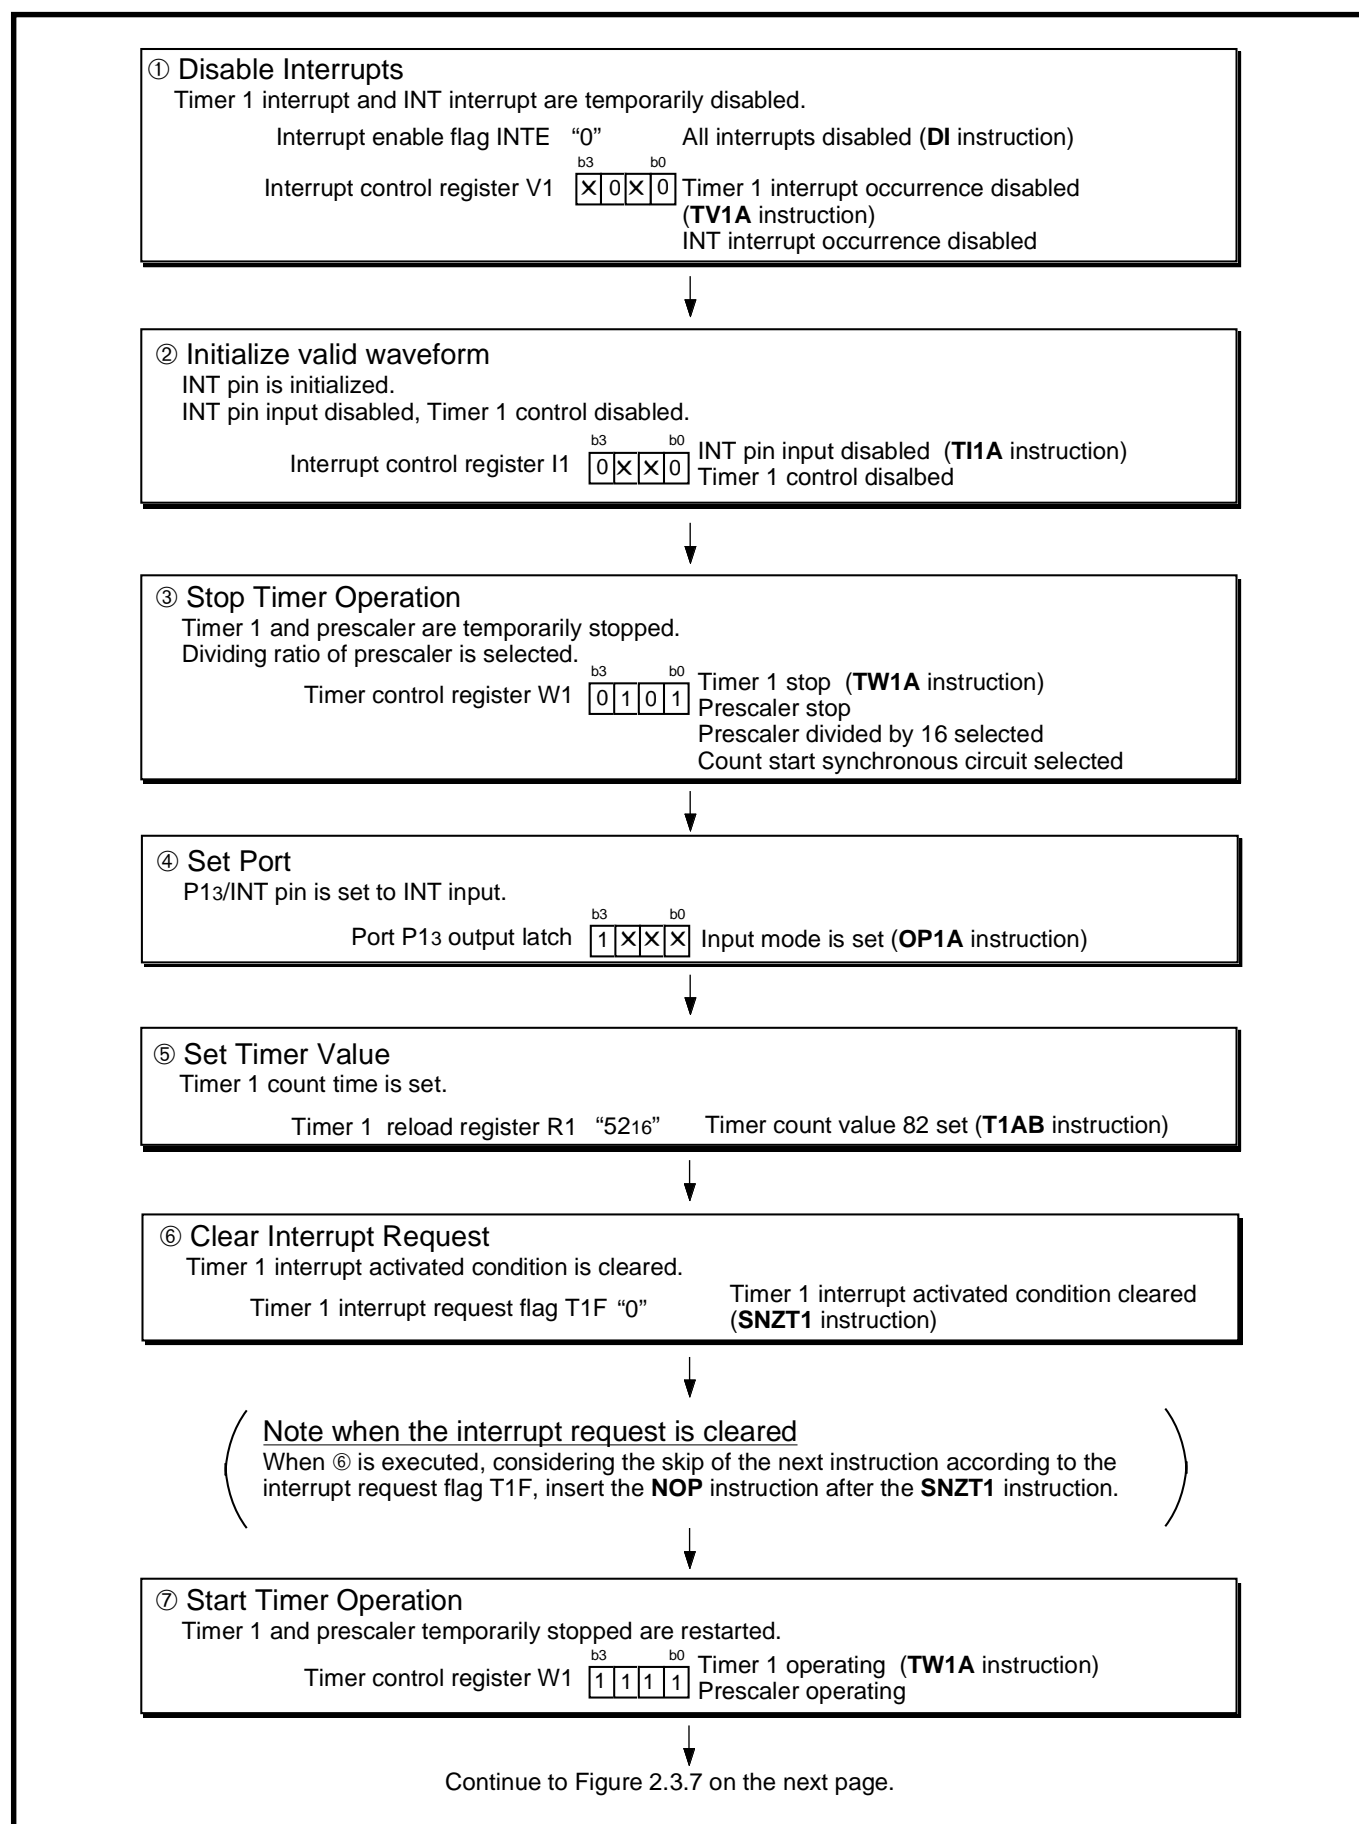 ① Disable Interrupts
Timer 1 interrupt and INT interrupt are temporarily disabled.
Interrupt enable flag INTE “0” All interrupts disabled (DI instruction)
b3 b0
Interrupt control register V1 X 0 X 0 Timer 1 interrupt occurrence disabled
(TV1A instruction)
INT interrupt occurrence disabled
② Initialize valid waveform
INT pin is initialized.
INT pin input disabled, Timer 1 control disabled.
b3 b0
Interrupt control register I1 0 X X 0 INT pin input disabled (TI1A instruction)
Timer 1 control disalbed
③ Stop Timer Operation
Timer 1 and prescaler are temporarily stopped.
Dividing ratio of prescaler is selected.
b3 b0
Timer control register W1 0 1 0 1 Timer 1 stop (TW1A instruction)
Prescaler stop
Prescaler divided by 16 selected
Count start synchronous circuit selected
④ Set Port
P13/INT pin is set to INT input.
b3 b0
Port P13 output latch 1 X X X Input mode is set (OP1A instruction)
⑤ Set Timer Value
Timer 1 count time is set.
Timer 1 reload register R1 “5216” Timer count value 82 set (T1AB instruction)
⑥ Clear Interrupt Request
Timer 1 interrupt activated condition is cleared.
Timer 1 interrupt request flag T1F “0” Timer 1 interrupt activated condition cleared
(SNZT1 instruction)
Note when the interrupt request is cleared
When ⑥ is executed, considering the skip of the next instruction according to the
interrupt request flag T1F, insert the NOP instruction after the SNZT1 instruction.
⑦ Start Timer Operation
Timer 1 and prescaler temporarily stopped are restarted.
b3 b0
Timer control register W1 1 1 1 1 Timer 1 operating (TW1A instruction)
Prescaler operating
Continue to Figure 2.3.7 on the next page.